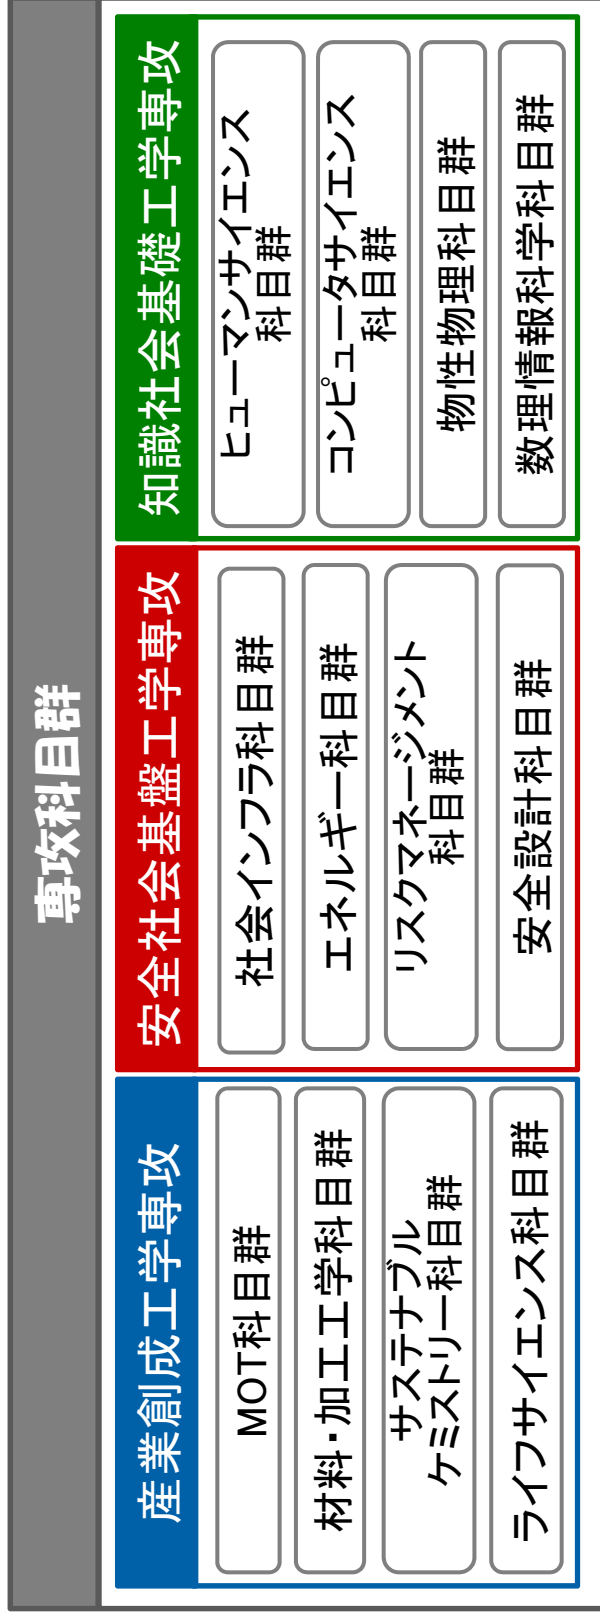 専攻科目群
産業創成工学専攻
MOT科目群
材料・加工工学科目群
サステナブル
ケミストリー科目群
ライフサイエンス科目群
安全社会基盤工学専攻
社会インフラ科目群
エネルギー科目群
リスクマネージメント
科目群
安全設計科目群
知識社会基礎工学専攻
ヒューマンサイエンス
科目群
コンピュータサイエンス
科目群
物性物理科目群
数理情報科学科目群